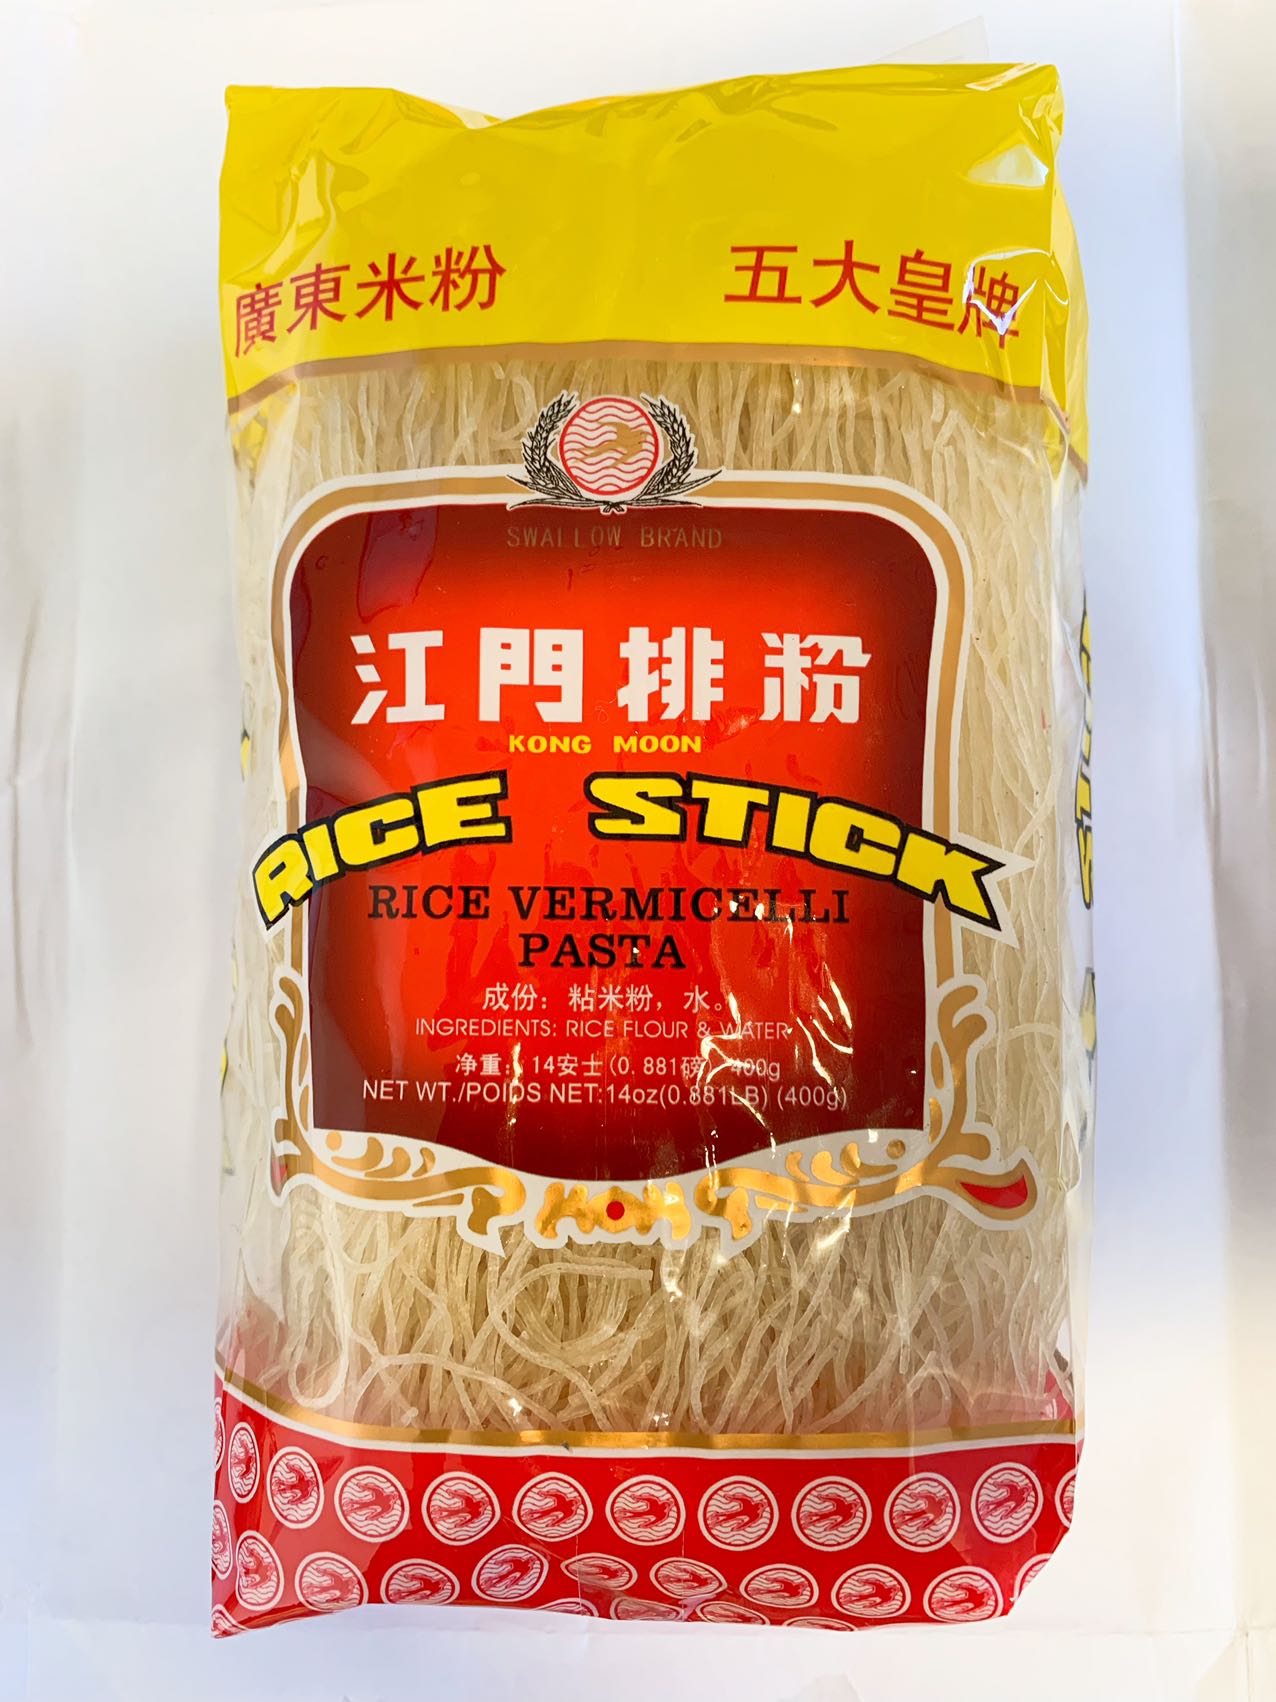 廣東米粉
五大皇牌
SWALLOW BRAND
江門排粉
KONG MOON
RICE STICK
RICE VERMICELLI
PASTA
成份：粘米粉，水。
INGREDIENTS: RICE FLOUR & WATER
净重：14安士(0.881磅) 400g
NET WT./POIDS NET:14oz(0.881LB) (400g)